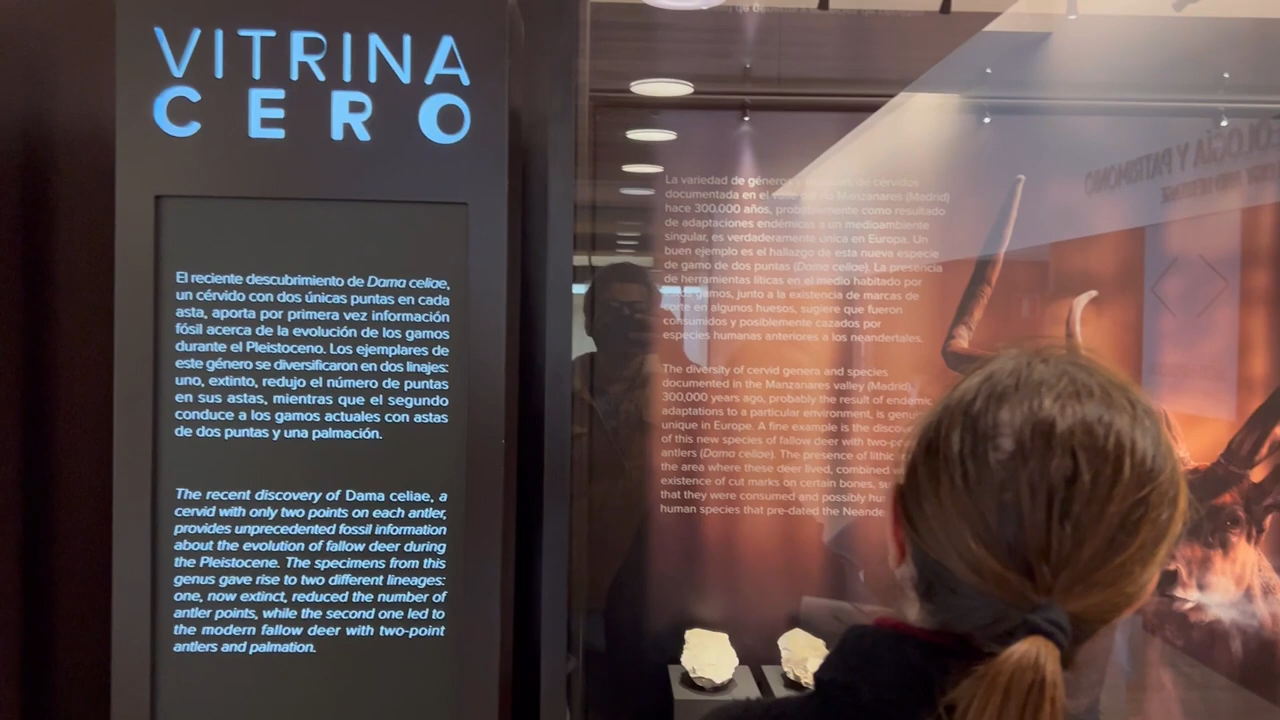 VITRINA
CERO
El reciente descubrimiento de Dama celiae,
un cérvido con dos únicas puntas en cada
asta, aporta por primera vez información
fósil acerca de la evolución de los gamos
durante el Pleistoceno. Los ejemplares de
este género se diversificaron en dos linajes:
uno, extinto, redujo el número de puntas
en sus astas, mientras que el segundo
conduce a los gamos actuales con astas
de dos puntas y una palmación.
The recent discovery of Dama celiae, a
cervid with only two points on each antler,
provides unprecedented fossil information
about the evolution of fallow deer during
the Pleistocene. The specimens from this
genus gave rise to two different lineages:
one, now extinct, reduced the number of
antler points, while the second one led to
the modern fallow deer with two-point
antlers and palmation.
La variedad de géneros y de cérvidos
documentada en el valle del río Manzanares (Madrid)
hace 300.000 años, probablemente como resultado
de adaptaciones endémicas a un medioambiente
singular, es verdaderamente única en Europa. Un
buen ejemplo es el hallazgo de esta nueva especie
de gamo de dos puntas (Dama celiae). La presencia
de herramientas líticas en el medio habitado por
estos gamos, junto a la existencia de marcas de
corte en algunos huesos, sugiere que fueron
consumidos y posiblemente cazados por
especies humanas anteriores a los neandertales.
The diversity of cervid genera and species
documented in the Manzanares valley (Madrid)
300,000 years ago, probably the result of endemic
adaptations to a particular environment, is
unique in Europe. A fine example is the
of this new species of fallow deer with
antlers (Dama celiae). The presence of lithic
the area where these deer lived, combined
existence of cut marks on certain bones,
that they were consumed and possibly
human species that pre-dated the
Y PATRIMONIO